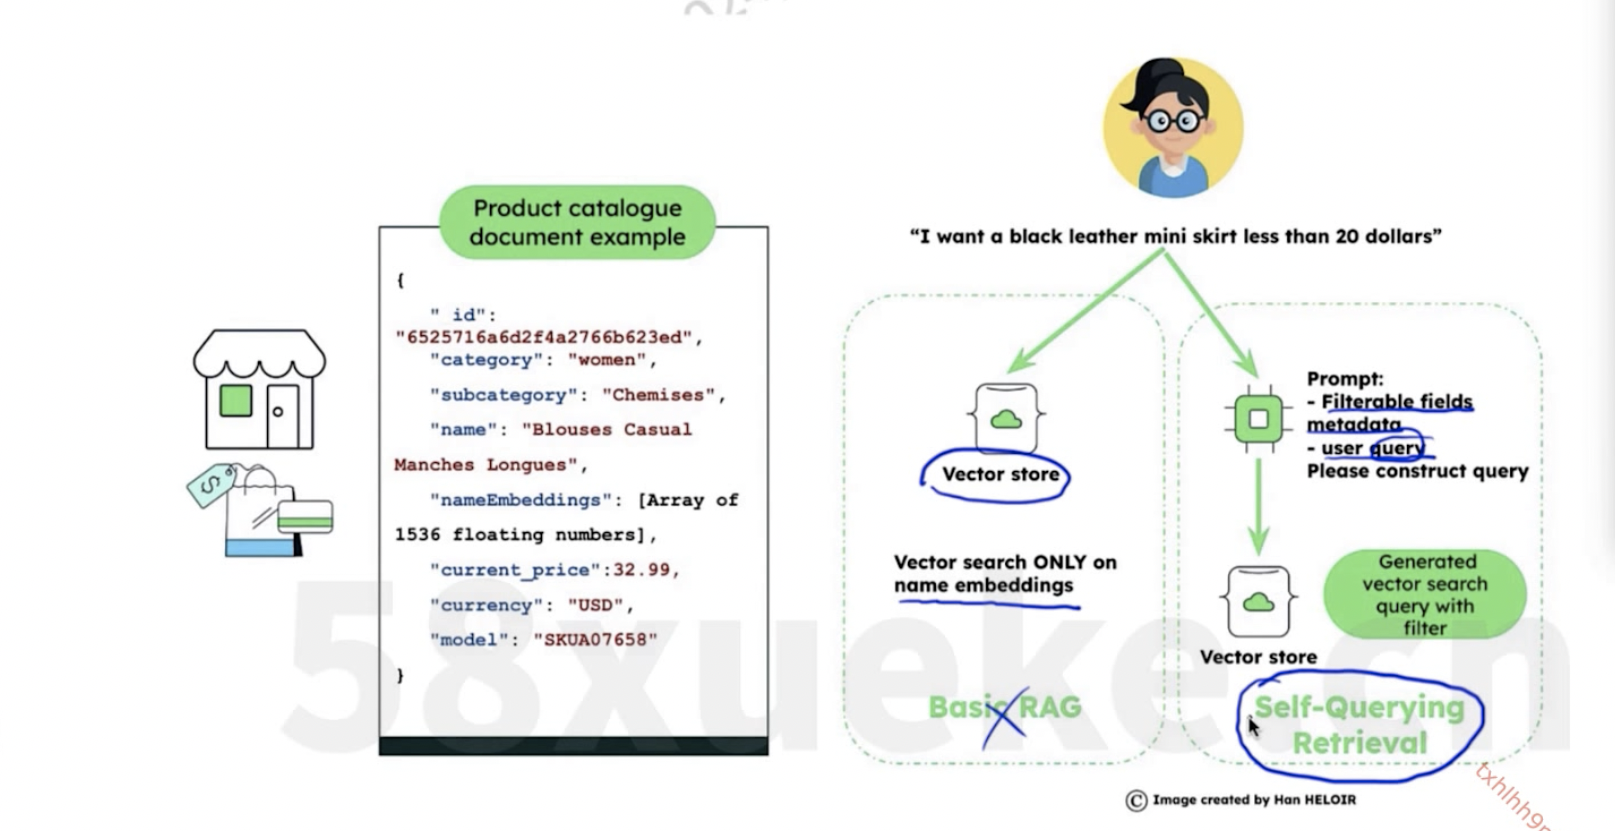 Product catalogue
document example
{
"_id":
"6525716a6d2f4a2766b623ed",
"category": "women",
"subcategory": "Chemises",
"name": "Blouses Casual
Manches Longues",
"nameEmbeddings": [Array of
1536 floating numbers],
"current_price":32.99,
"currency": "USD",
"model": "SKUA07658"
}
“I want a black leather mini skirt less than 20 dollars”
Vector store
Vector search ONLY on
name embeddings
Basic RAG
Prompt:
- Filterable fields
metadata
- user query
Please construct query
Generated
vector search
query with
filter
Vector store
Self-Querying
Retrieval
© Image created by Han HELOIR
58xueke.cn